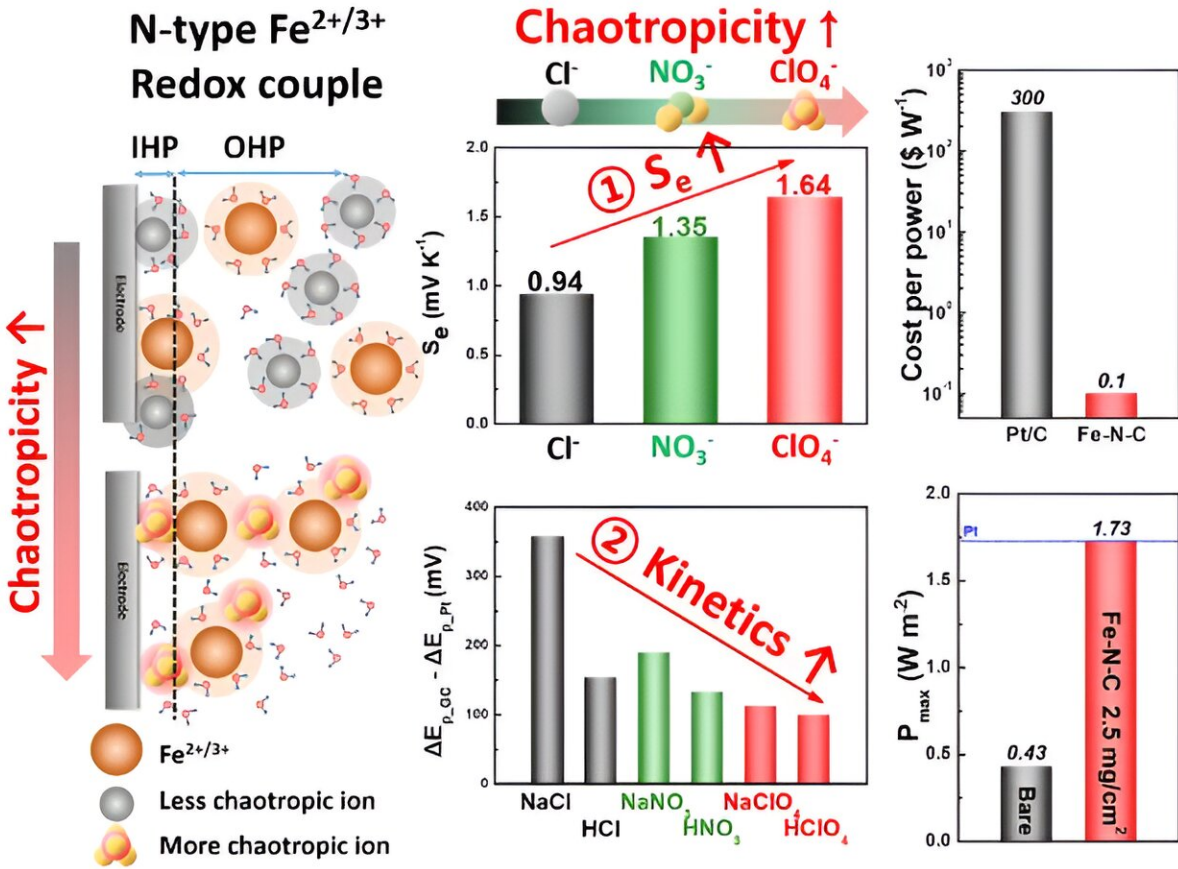 N-type Fe²⁺/³⁺
Redox couple
IHP
OHP
Electrode
Electrode
Chaotropicity ↑
Fe²⁺/³⁺
Less chaotropic ion
More chaotropic ion
Chaotropicity ↑
Cl⁻ NO₃⁻ ClO₄⁻
① Sₑ ↑
Sₑ (mV K⁻¹)
2.0
1.5
1.0
0.5
0.0
0.94
1.35
1.64
Cl⁻ NO₃⁻ ClO₄⁻
② Kinetics ↑
ΔEₚ_GC - ΔEₚ_Pt (mV)
400
350
200
150
100
0
NaCl
HCl
NaNO₃
HNO₃
NaClO₄
HClO₄
Cost per power ($ W⁻¹)
10³
10²
10¹
10⁰
10⁻¹
300
0.1
Pt/C Fe-N-C
Pₘₐₓ (W m⁻²)
2.0
1.5
1.0
0.5
0.0
Pt
0.43
1.73
Bare
Fe-N-C 2.5 mg/cm²